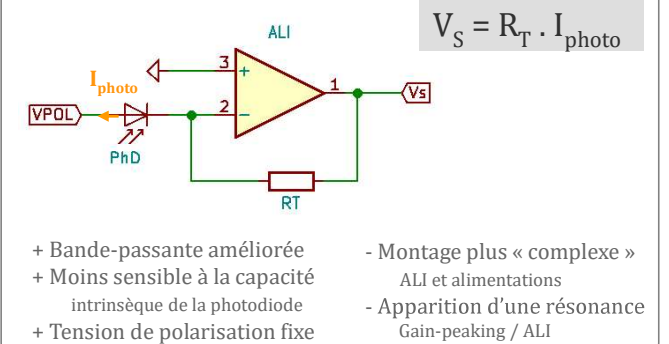 ALI
V_S = R_T . I_photo
3
+
I_photo
1
Vs
VPOL
2
-
PhD
RT
+ Bande-passante améliorée
+ Moins sensible à la capacité
intrinsèque de la photodiode
+ Tension de polarisation fixe
- Montage plus « complexe »
ALI et alimentations
- Apparition d'une résonance
Gain-peaking / ALI